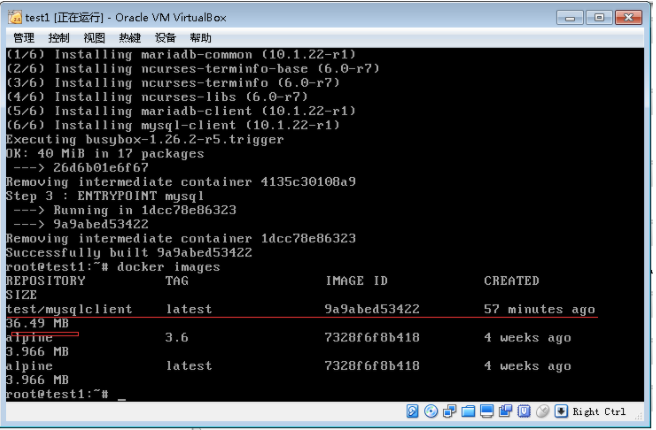 test1 [正在运行] - Oracle VM VirtualBox
管理 控制 视图 热键 设备 帮助
(1/6) Installing mariadb-common (10.1.22-r1)
(2/6) Installing ncurses-terminfo-base (6.0-r7)
(3/6) Installing ncurses-terminfo (6.0-r7)
(4/6) Installing ncurses-libs (6.0-r7)
(5/6) Installing mariadb-client (10.1.22-r1)
(6/6) Installing mysql-client (10.1.22-r1)
Executing busybox-1.26.2-r5.trigger
OK: 40 MiB in 17 packages
---> 26d6b01e6f67
Removing intermediate container 4135c30108a9
Step 3 : ENTRYPOINT mysql
---> Running in 1dcc78e86323
---> 9a9abed53422
Removing intermediate container 1dcc78e86323
Successfully built 9a9abed53422
root@test1:~# docker images
REPOSITORY TAG IMAGE ID CREATED
SIZE
test/mysqlclient latest 9a9abed53422 57 minutes ago
36.49 MB
alpine 3.6 7328f6f8b418 4 weeks ago
3.966 MB
alpine latest 7328f6f8b418 4 weeks ago
3.966 MB
root@test1:~# _
Right Ctrl